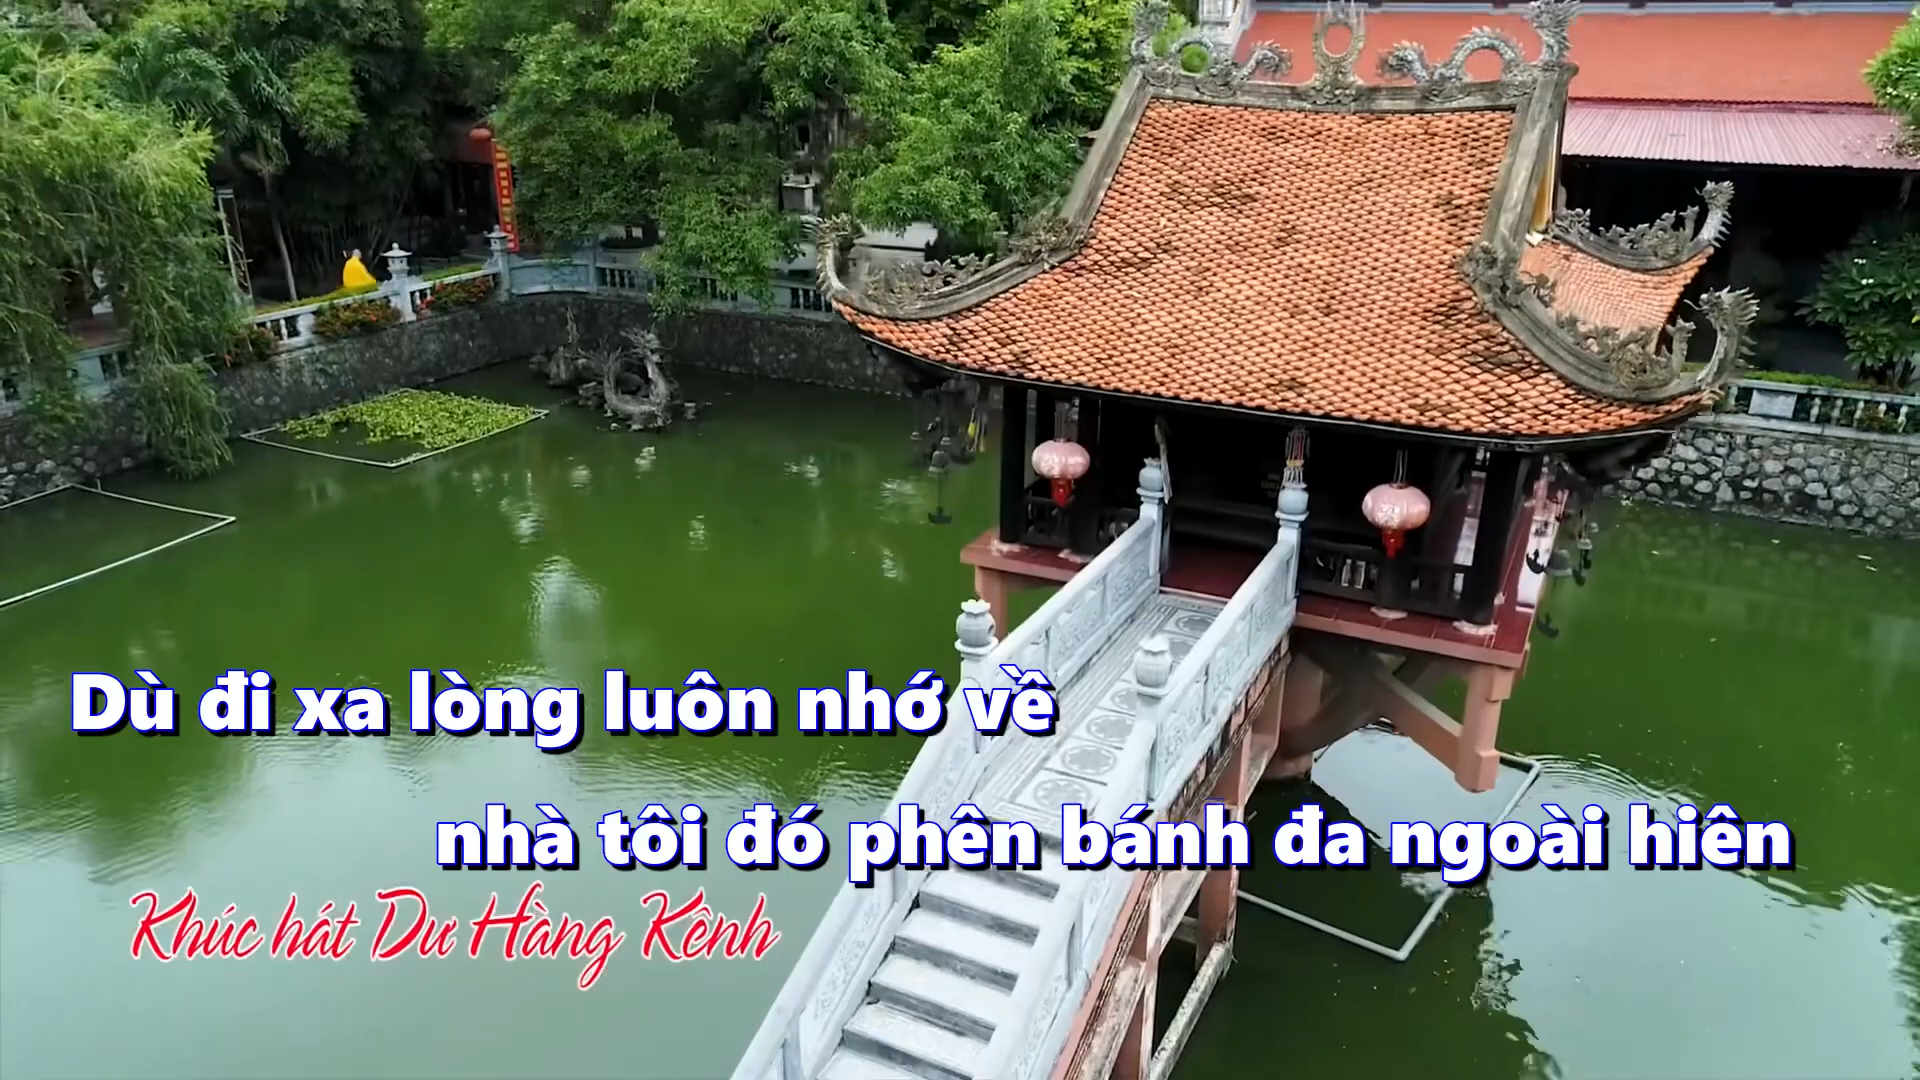 Dù đi xa lòng luôn nhớ về
nhà tôi đó phên bánh đa ngoài hiên
Khúc hát Dư Hàng Kênh